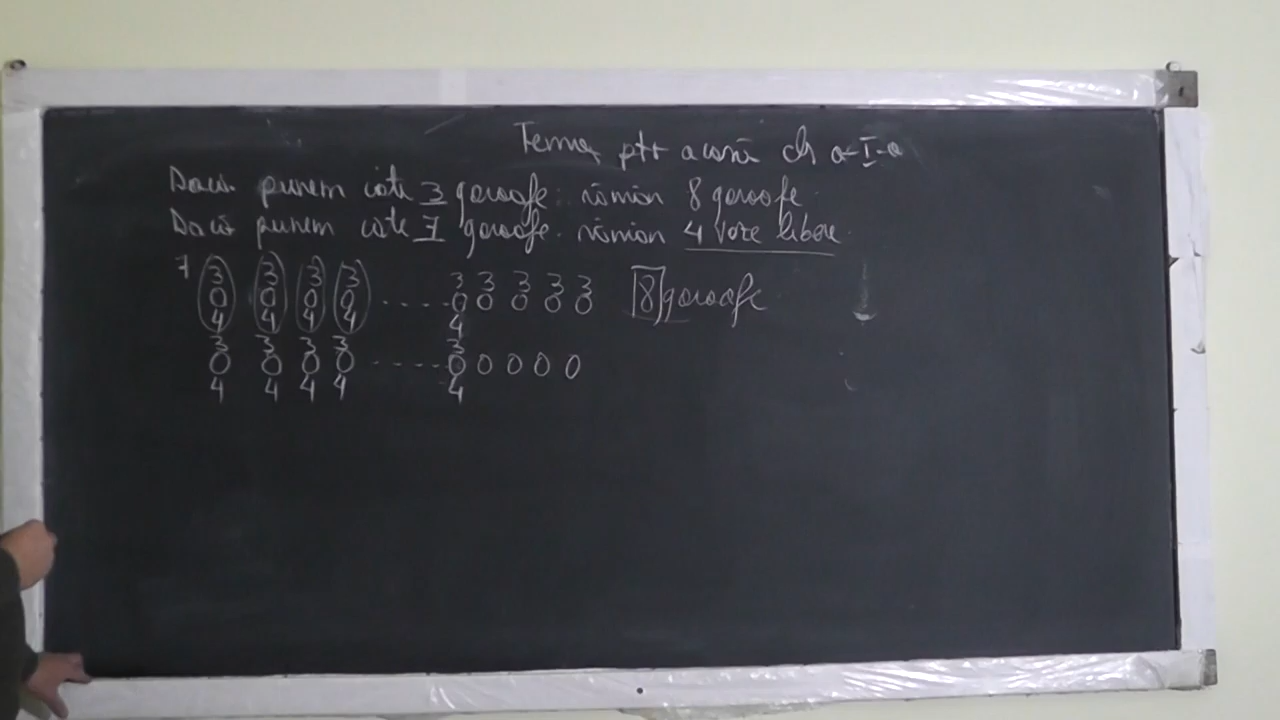 Temă ptr acasă cls a-I-a
Dacă punem câte 3 garoafe rămân 8 garoafe.
Dacă punem câte 7 garoafe rămân 4 vaze libere.
7 3 3 3 3 3 3 3 3 3
0 0 0 0 .....0 0 0 0 0 8 garoafe
4 4 4 4 4
3 3 3 3 3
0 0 0 0 .....0 0 0 0 0
4 4 4 4 4